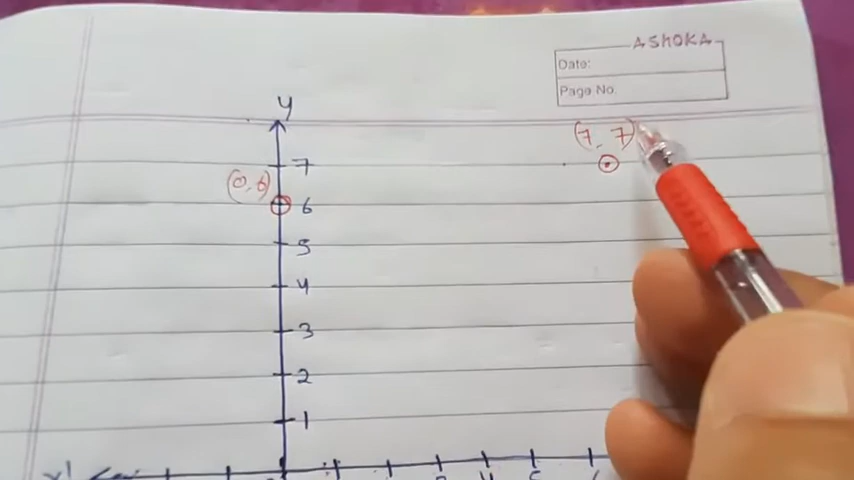 ASHOKA
Date:
Page No.
y
(7, 7)
7
(0, 6)
6
5
4
3
2
1
x'